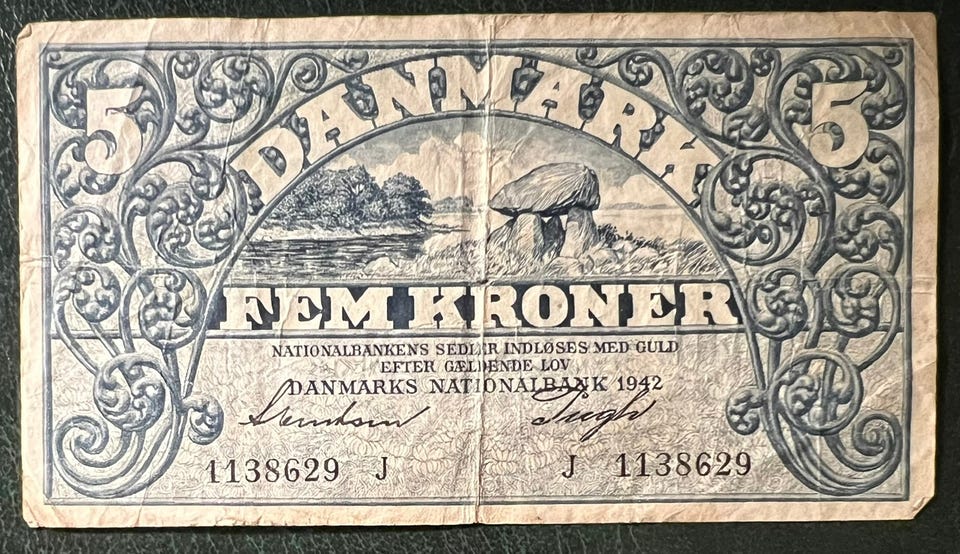 5 DANMARK 5
FEM KRONER
NATIONALBANKENS SEDLER INDLØSES MED GULD
EFTER GÆLDENDE LOV
DANMARKS NATIONALBANK 1942
1138629 J J 1138629